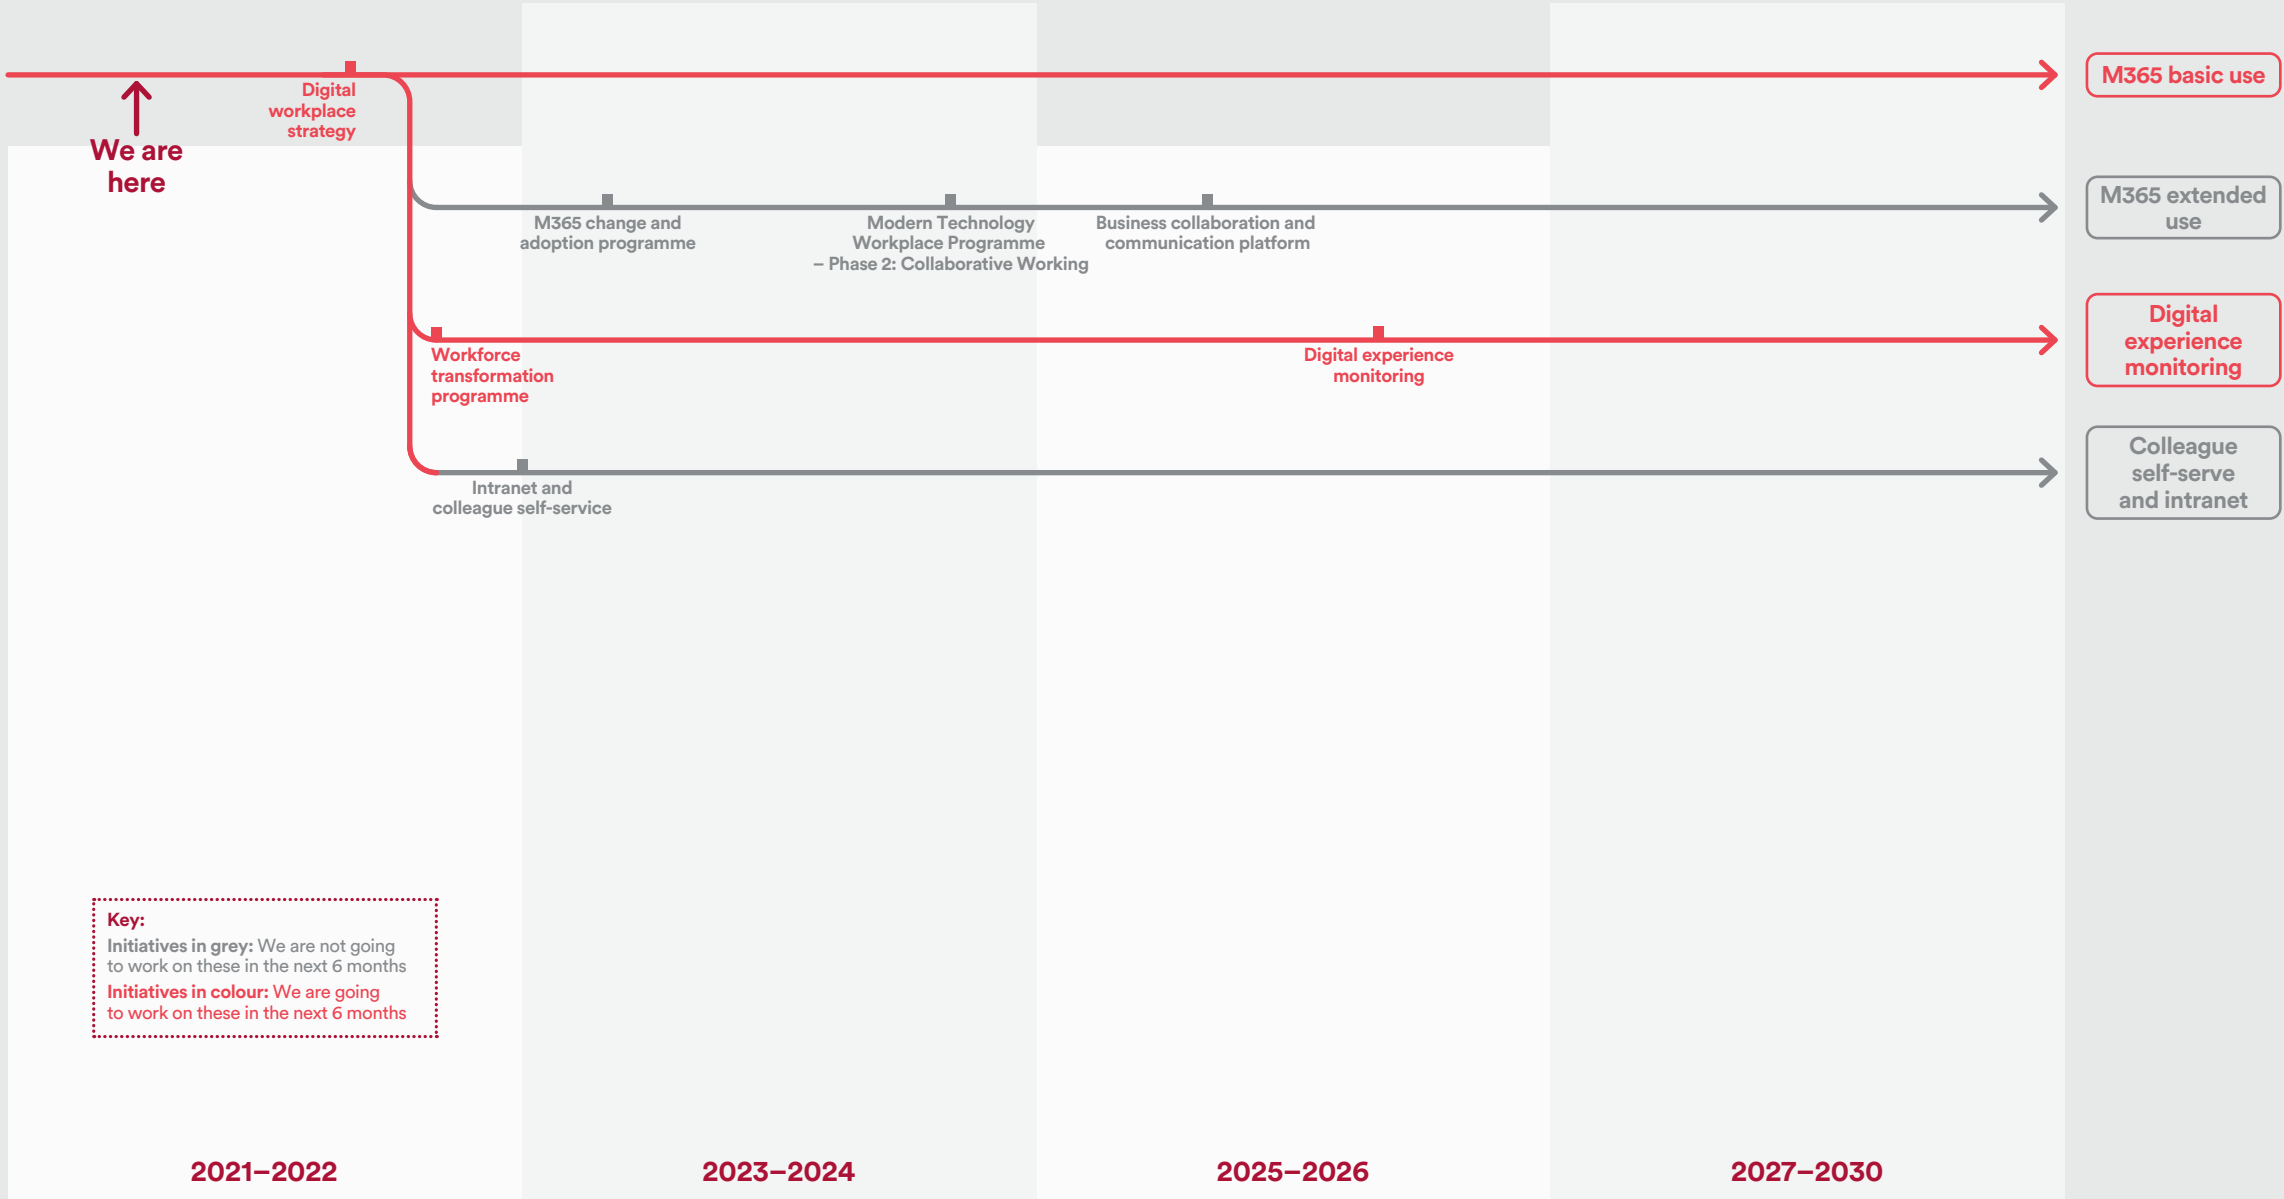 M365 basic use
Digital
workplace
strategy
We are
here
M365 extended
use
M365 change and
adoption programme
Modern Technology
Workplace Programme
– Phase 2: Collaborative Working
Business collaboration and
communication platform
Digital
experience
monitoring
Workforce
transformation
programme
Digital experience
monitoring
Colleague
self-serve
and intranet
Intranet and
colleague self-service
Key:
Initiatives in grey: We are not going
to work on these in the next 6 months
Initiatives in colour: We are going
to work on these in the next 6 months
2021–2022
2023–2024
2025–2026
2027–2030